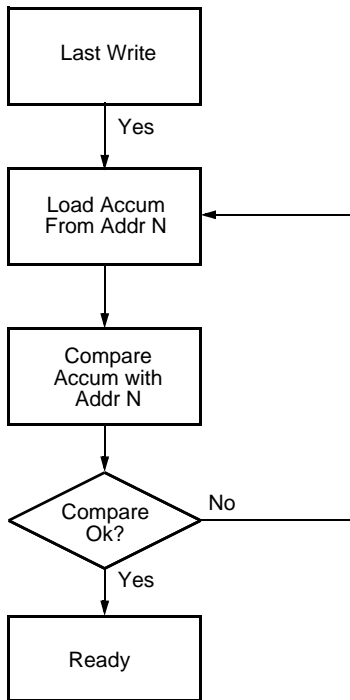 Last Write
Yes
Load Accum
From Addr N
Compare
Accum with
Addr N
Compare
Ok?
No
Yes
Ready